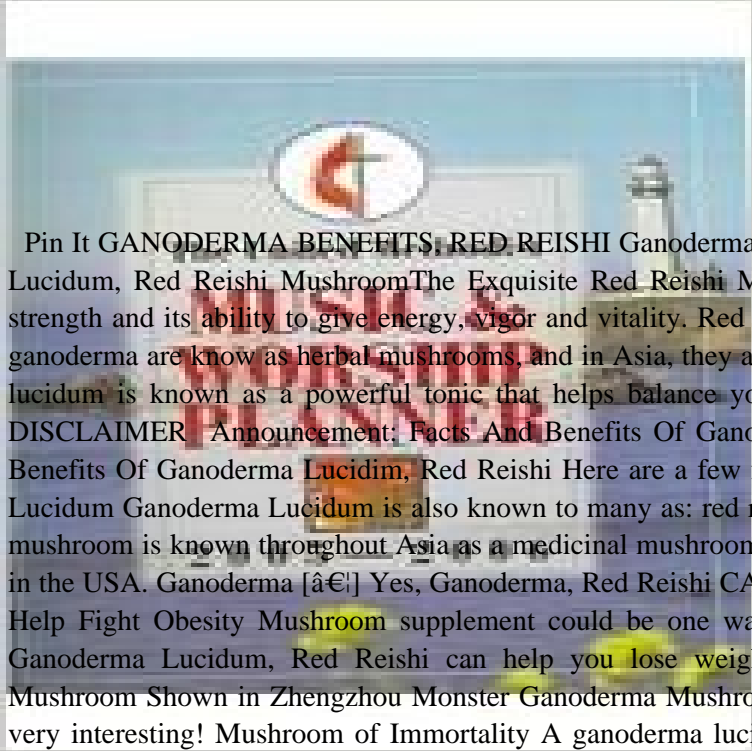 Pin It GANODERMA BENEFITS, RED REISHI Ganoderma
Lucidum, Red Reishi MushroomThe Exquisite Red Reishi M
strength and its ability to give energy, vigor and vitality. Red
MUSIC &
ganoderma are know as herbal mushrooms, and in Asia, they a
WORSHIP
lucidum is known as a powerful tonic that helps balance yo
PLANNER
DISCLAIMER Announcement: Facts And Benefits Of Gano
Benefits Of Ganoderma Lucidim, Red Reishi Here are a few
Lucidum Ganoderma Lucidum is also known to many as: red
mushroom is known throughout Asia as a medicinal mushroom
in the USA. Ganoderma [â€¦] Yes, Ganoderma, Red Reishi CA
Help Fight Obesity Mushroom supplement could be one wa
Ganoderma Lucidum, Red Reishi can help you lose weig
Mushroom Shown in Zhengzhou Monster Ganoderma Mushro
very interesting! Mushroom of Immortality A ganoderma luc